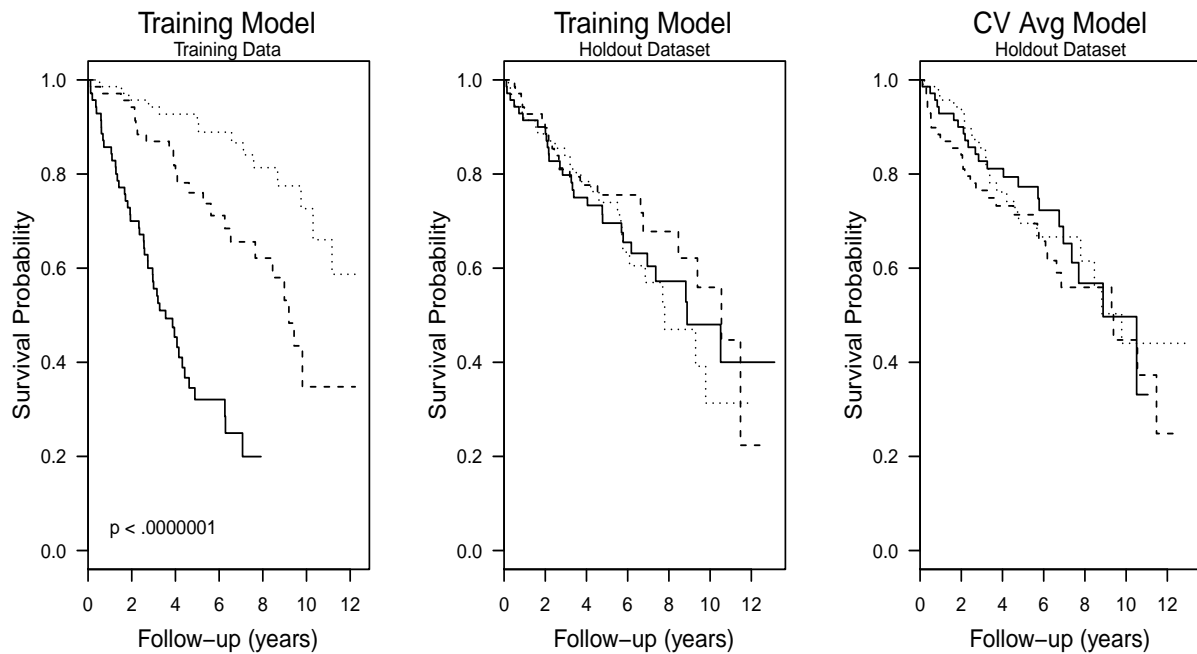 Training Model
Training Data
Survival Probability
1.0
0.8
0.6
0.4
0.2
0.0
p < .0000001
0 2 4 6 8 10 12
Follow−up (years)
Training Model
Holdout Dataset
Survival Probability
1.0
0.8
0.6
0.4
0.2
0.0
0 2 4 6 8 10 12
Follow−up (years)
CV Avg Model
Holdout Dataset
Survival Probability
1.0
0.8
0.6
0.4
0.2
0.0
0 2 4 6 8 10 12
Follow−up (years)